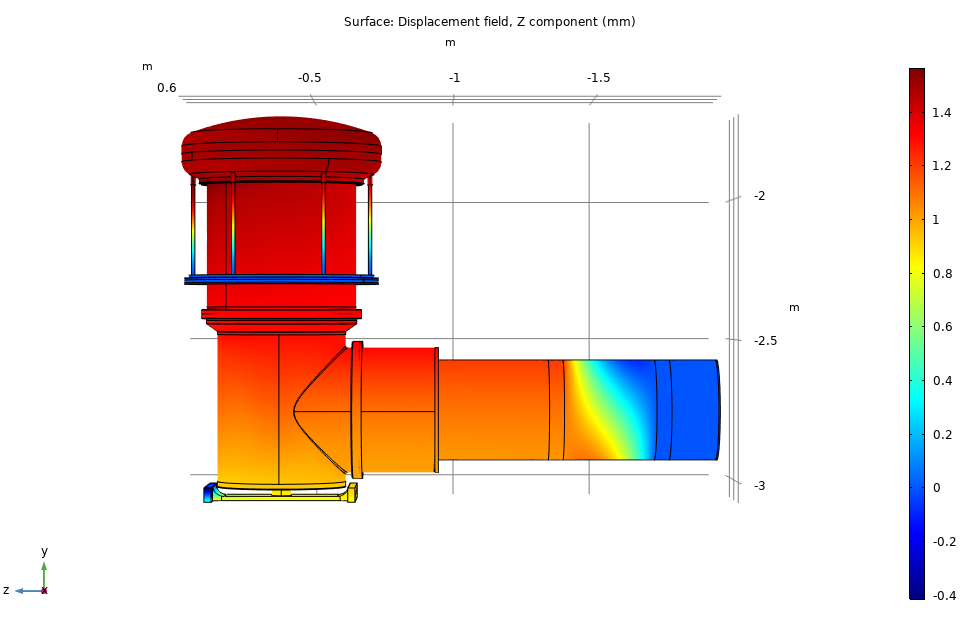 Surface: Displacement field, Z component (mm)
m
m
0.6
-0.5
-1
-1.5
1.4
1.2
-2
1
0.8
m
-2.5
0.6
0.4
0.2
-3
0
-0.2
y
z
x
-0.4